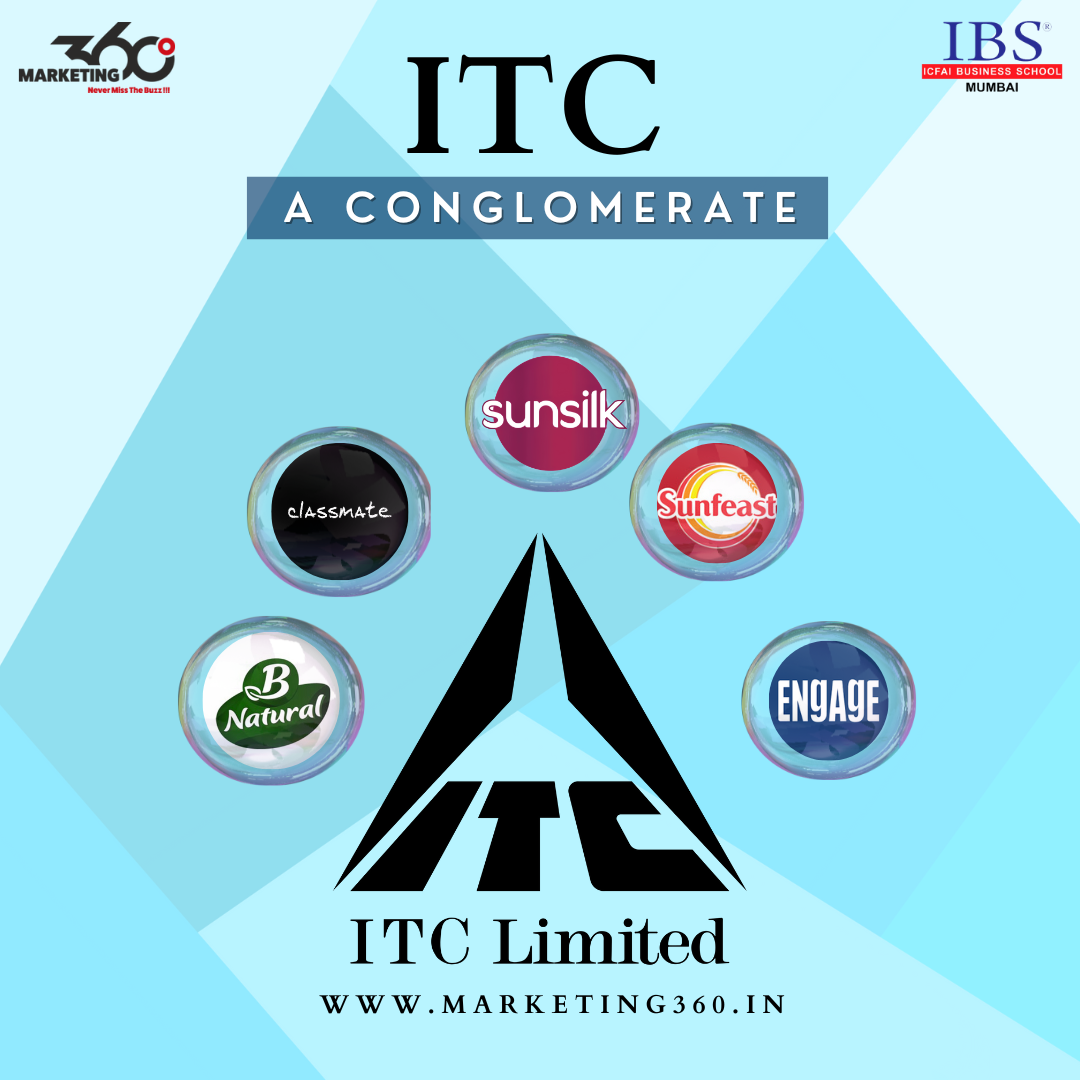 360°
MARKETING
Never Miss The Buzz !!!
IBS®
ICFAI BUSINESS SCHOOL
MUMBAI
ITC
A CONGLOMERATE
sunsilk
classmate
Sunfeast
B
Natural
ENgAgE
ITC
ITC Limited
WWW.MARKETING360.IN